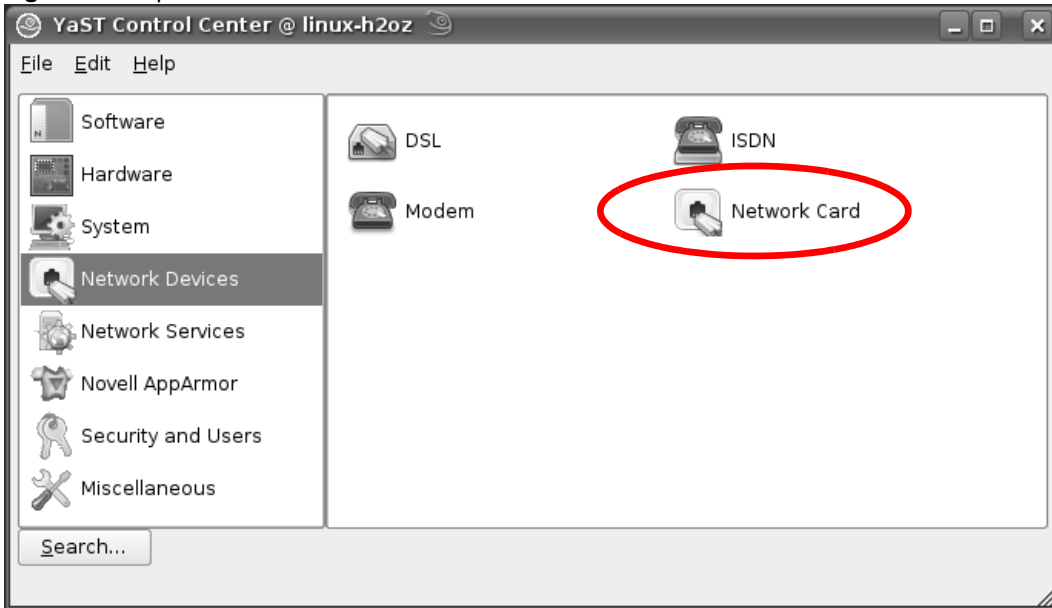 YaST Control Center @ linux-h2oz
File Edit Help
Software
Hardware
System
Network Devices
Network Services
Novell AppArmor
Security and Users
Miscellaneous
DSL
ISDN
Modem
Network Card
Search...